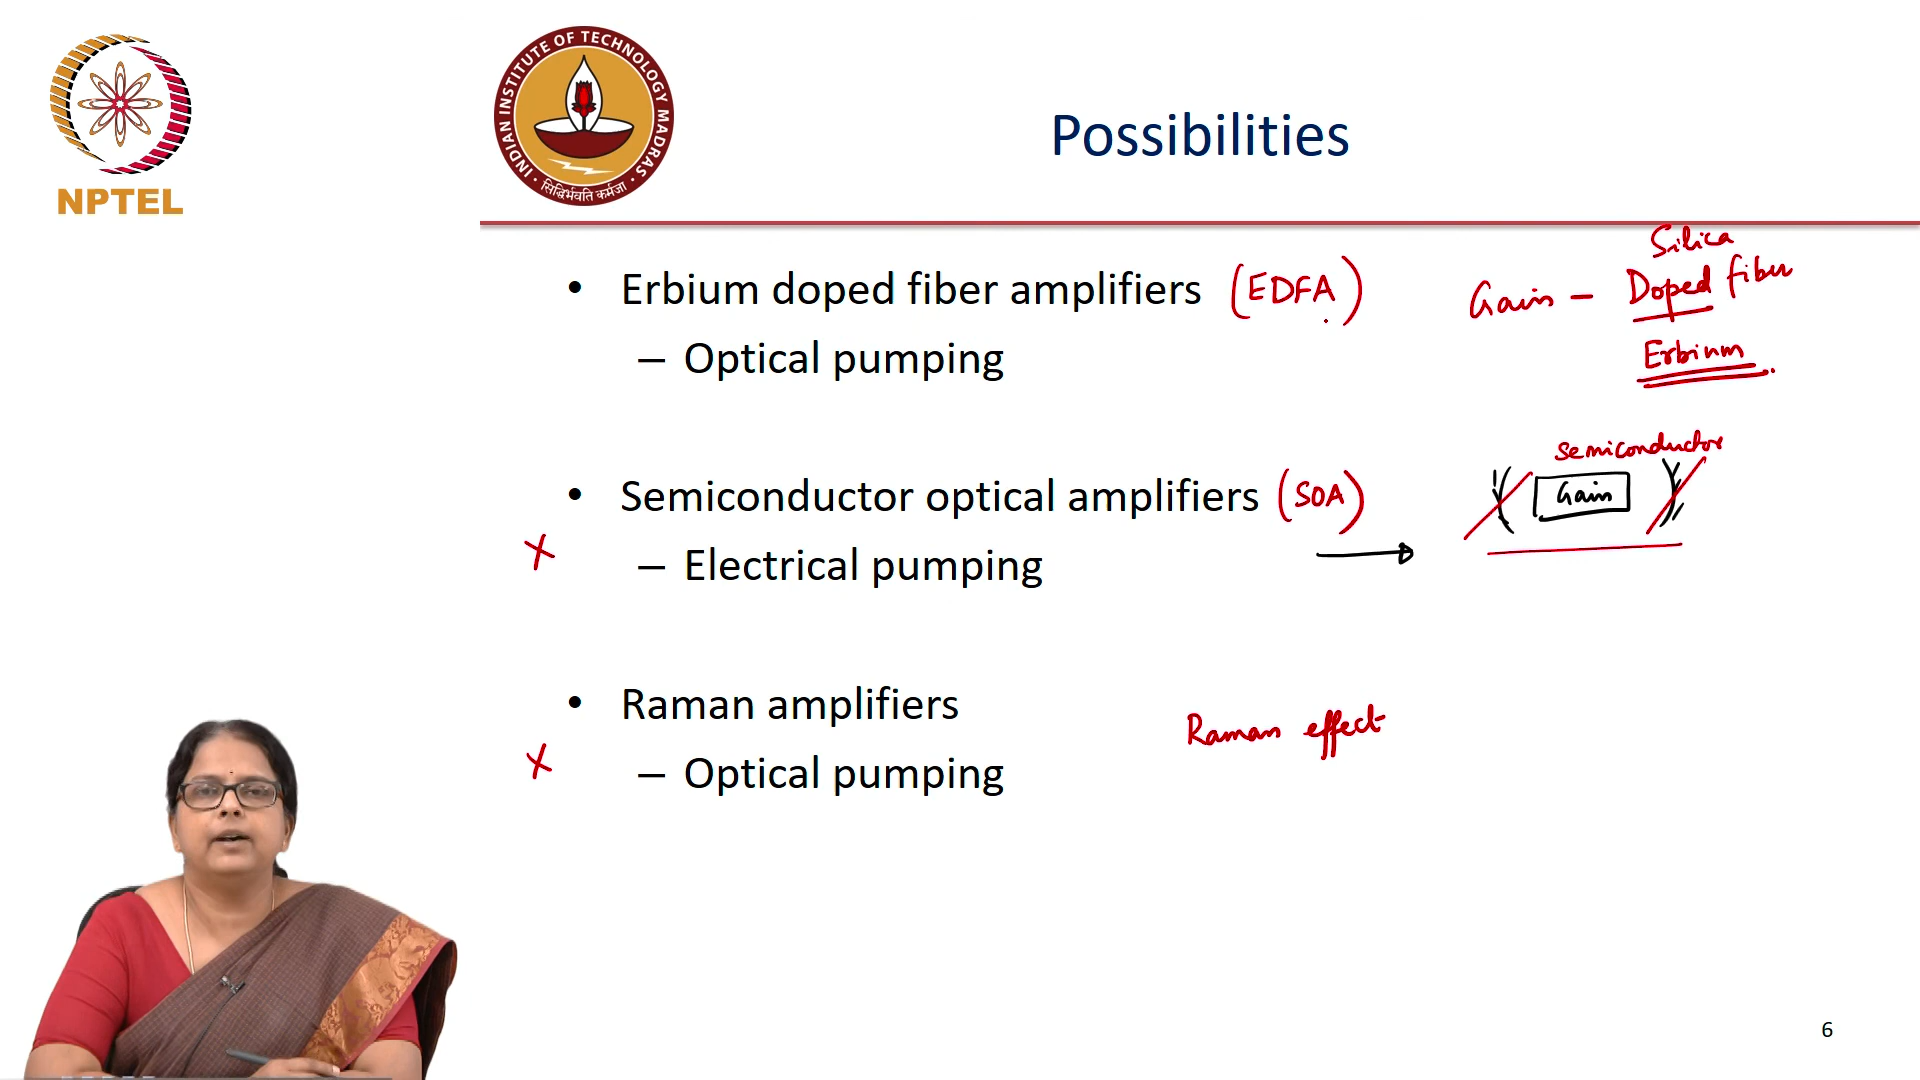 NPTEL
INDIAN INSTITUTE OF TECHNOLOGY MADRAS
सिद्धिर्भवति कर्मजा
Possibilities
• Erbium doped fiber amplifiers (EDFA)
– Optical pumping
Silica
Gain – Doped fiber
Erbium
• Semiconductor optical amplifiers (SOA)
– Electrical pumping
semiconductor
Gain
• Raman amplifiers
– Optical pumping
Raman effect
6